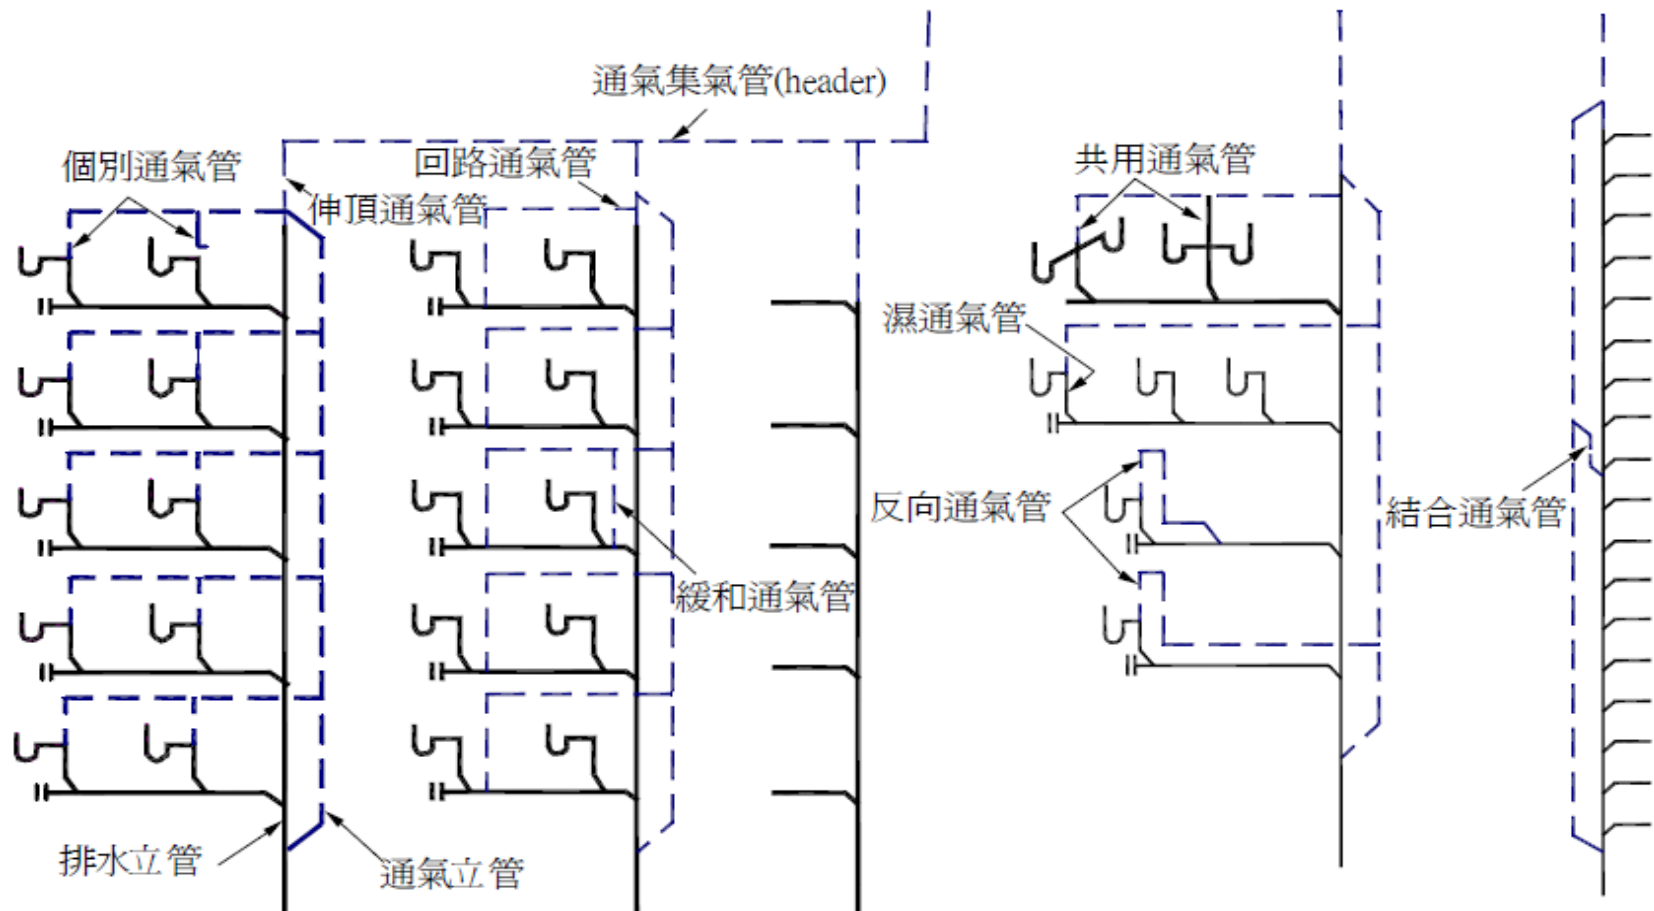 通氣集氣管(header)
個別通氣管
回路通氣管
共用通氣管
伸頂通氣管
濕通氣管
反向通氣管
結合通氣管
緩和通氣管
排水立管
通氣立管